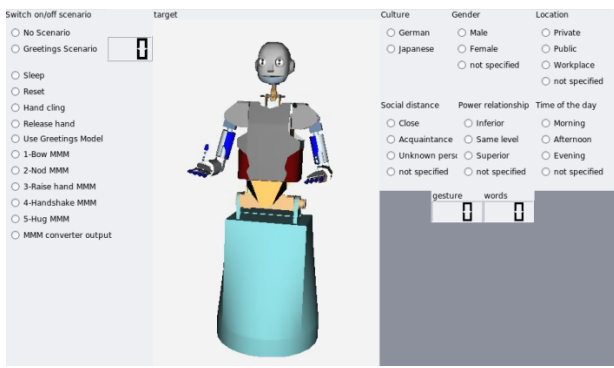 Switch on/off scenario
No Scenario
Greetings Scenario
0
Sleep
Reset
Hand cling
Release hand
Use Greetings Model
1-Bow MMM
2-Nod MMM
3-Raise hand MMM
4-Handshake MMM
5-Hug MMM
MMM converter output
target
Culture
German
Japanese
Gender
Male
Female
not specified
Location
Private
Public
Workplace
not specified
Social distance
Close
Acquaintance
Unknown pers
not specified
Power relationship
Inferior
Same level
Superior
not specified
Time of the day
Morning
Afternoon
Evening
not specified
gesture
0
words
0